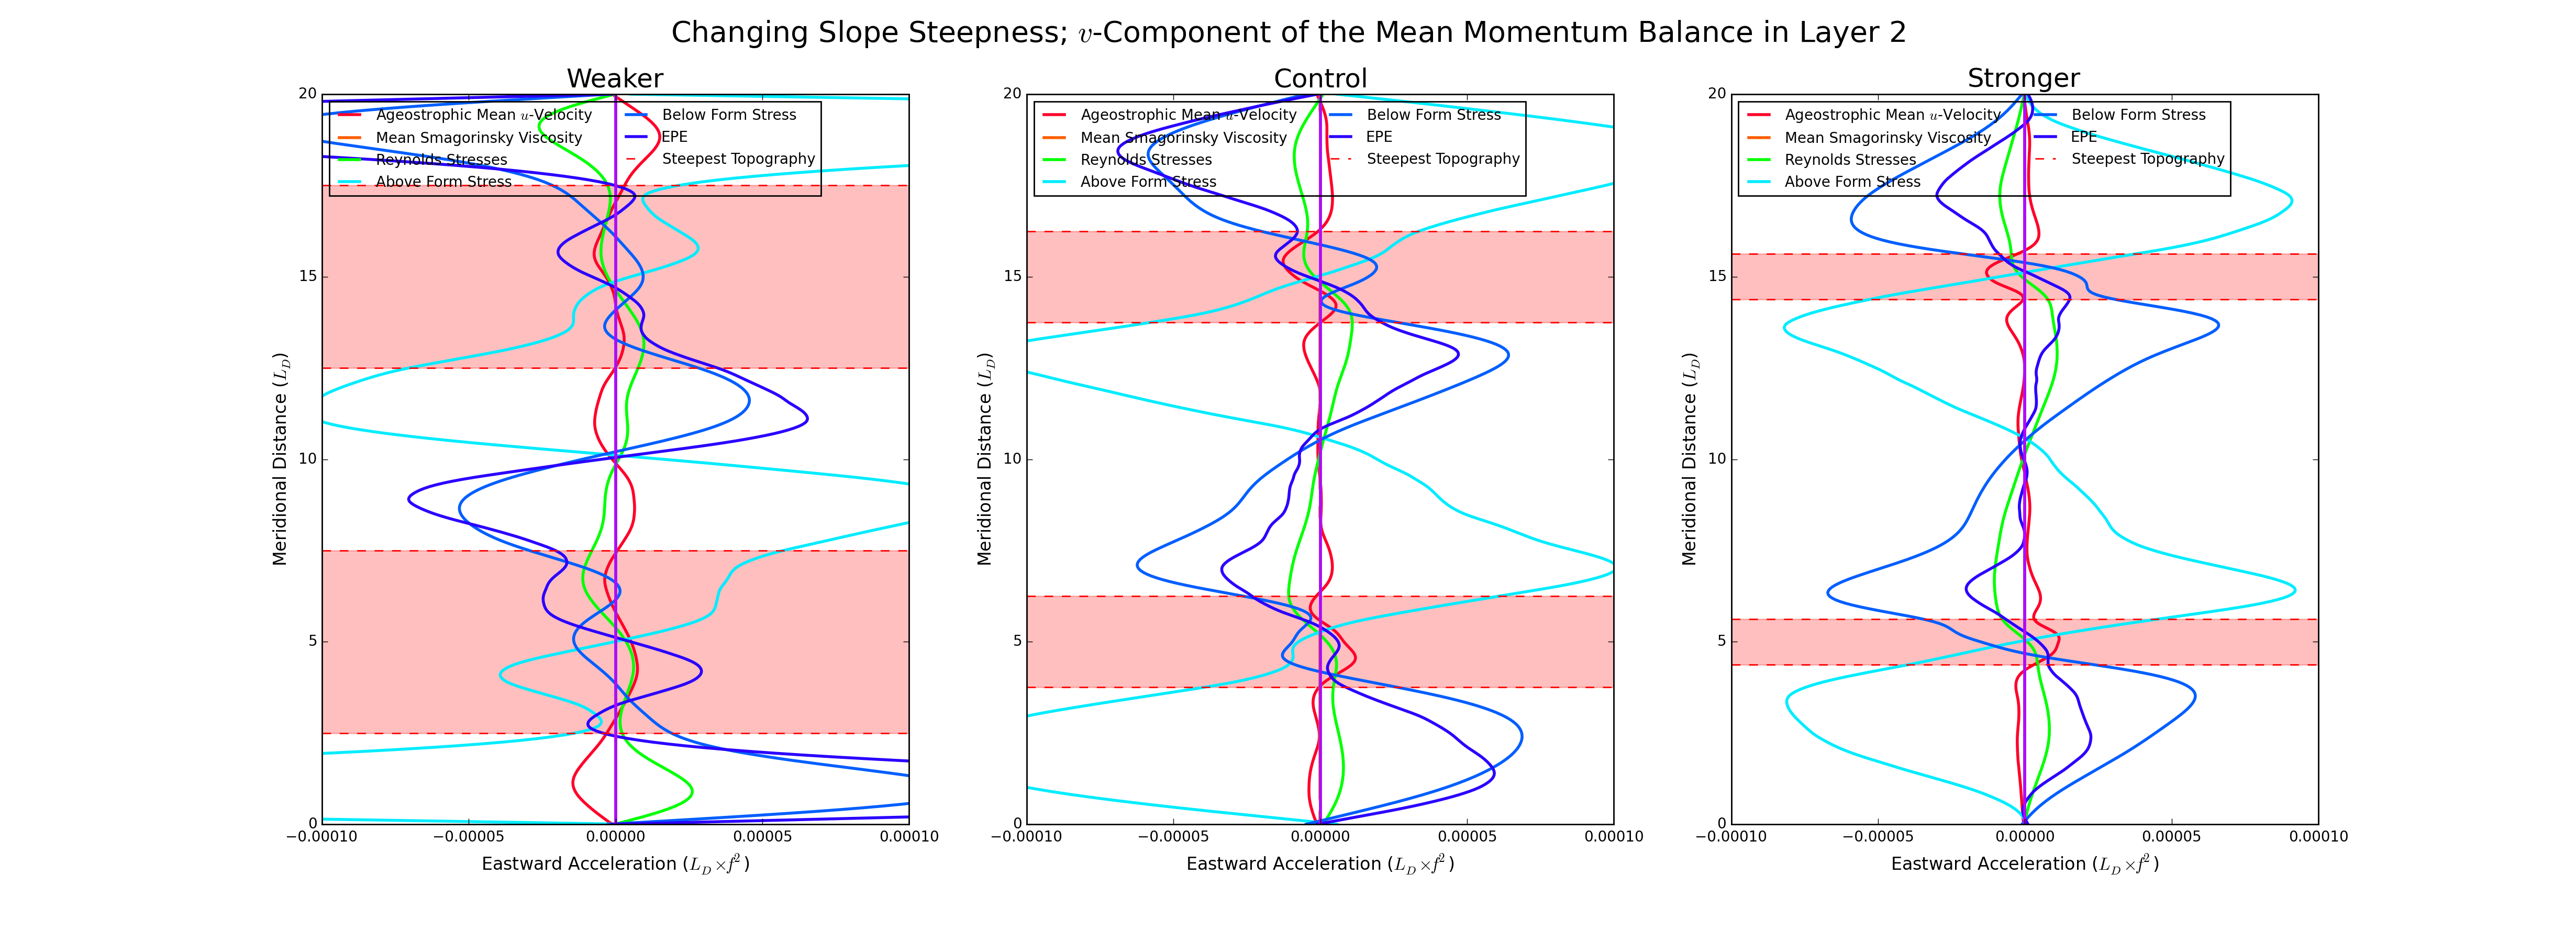 Changing Slope Steepness; v-Component of the Mean Momentum Balance in Layer 2
Weaker
20
15
10
5
0
Meridional Distance (L_D)
Ageostrophic Mean u-Velocity
Mean Smagorinsky Viscosity
Reynolds Stresses
Above Form Stress
Below Form Stress
EPE
Steepest Topography
−0.00010
−0.00005
0.00000
0.00005
0.00010
Eastward Acceleration (L_D×f²)
Control
20
15
10
5
0
Meridional Distance (L_D)
Ageostrophic Mean u-Velocity
Mean Smagorinsky Viscosity
Reynolds Stresses
Above Form Stress
Below Form Stress
EPE
Steepest Topography
−0.00010
−0.00005
0.00000
0.00005
0.00010
Eastward Acceleration (L_D×f²)
Stronger
20
15
10
5
0
Meridional Distance (L_D)
Ageostrophic Mean u-Velocity
Mean Smagorinsky Viscosity
Reynolds Stresses
Above Form Stress
Below Form Stress
EPE
Steepest Topography
−0.00010
−0.00005
0.00000
0.00005
0.00010
Eastward Acceleration (L_D×f²)